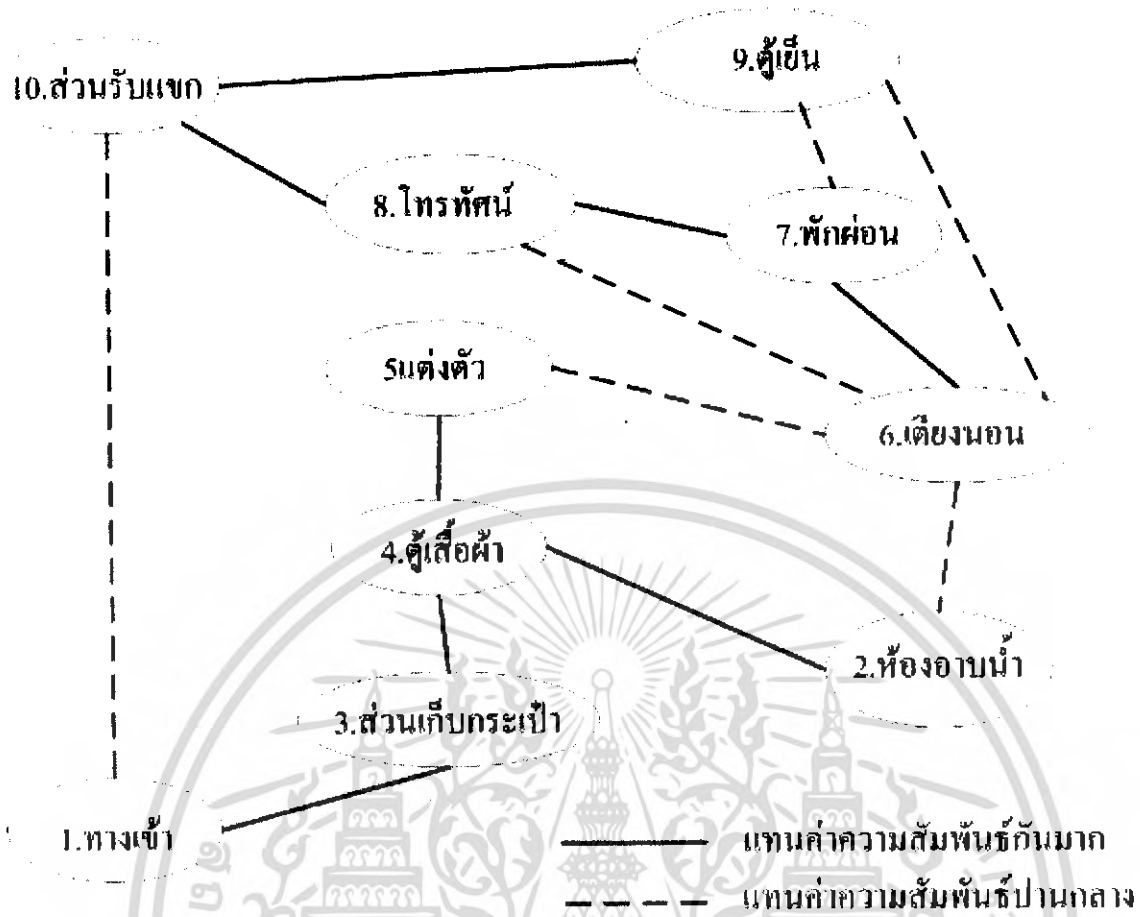 9.ตู้เย็น
10.ส่วนรับแขก
8.โทรทัศน์
7.พักผ่อน
5แต่งตัว
6.เตียงนอน
4.ตู้เสื้อผ้า
2.ห้องอาบน้ำ
3.ส่วนเก็บกระเป๋า
1.ทางเข้า
แทนค่าความสัมพันธ์กันมาก
แทนค่าความสัมพันธ์ปานกลาง